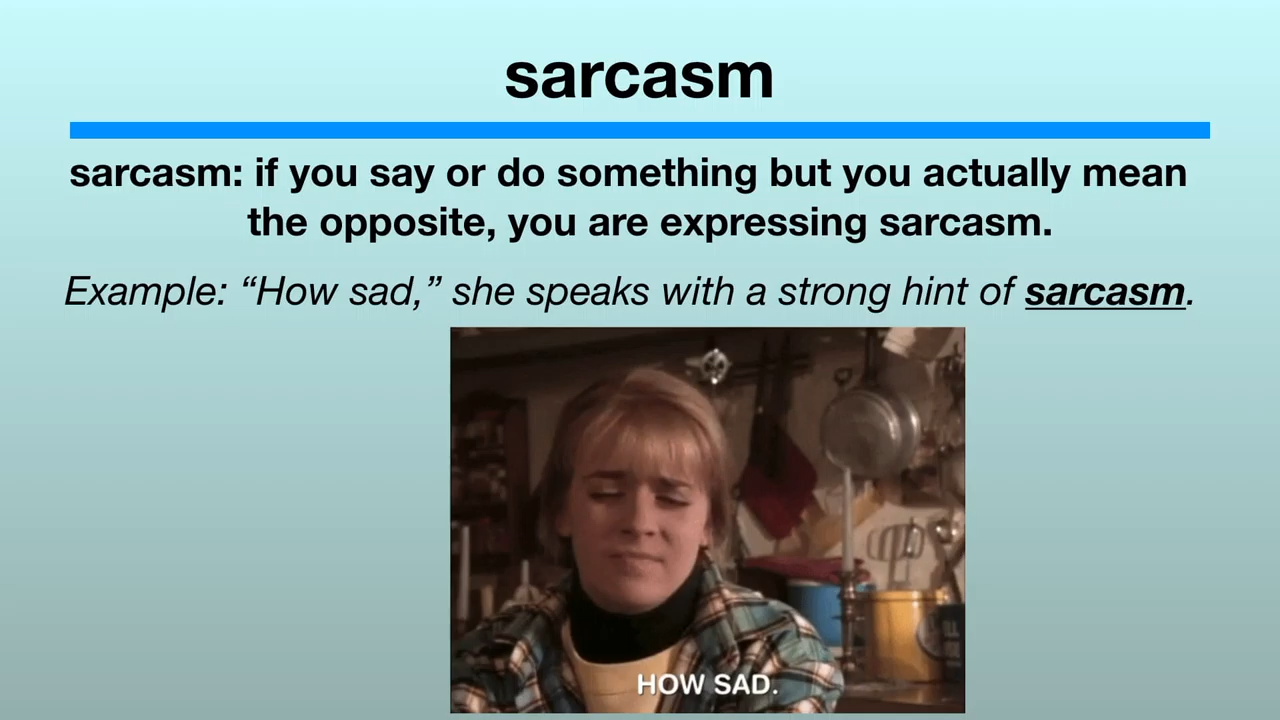 sarcasm
sarcasm: if you say or do something but you actually mean
the opposite, you are expressing sarcasm.
Example: “How sad,” she speaks with a strong hint of sarcasm.
HOW SAD.